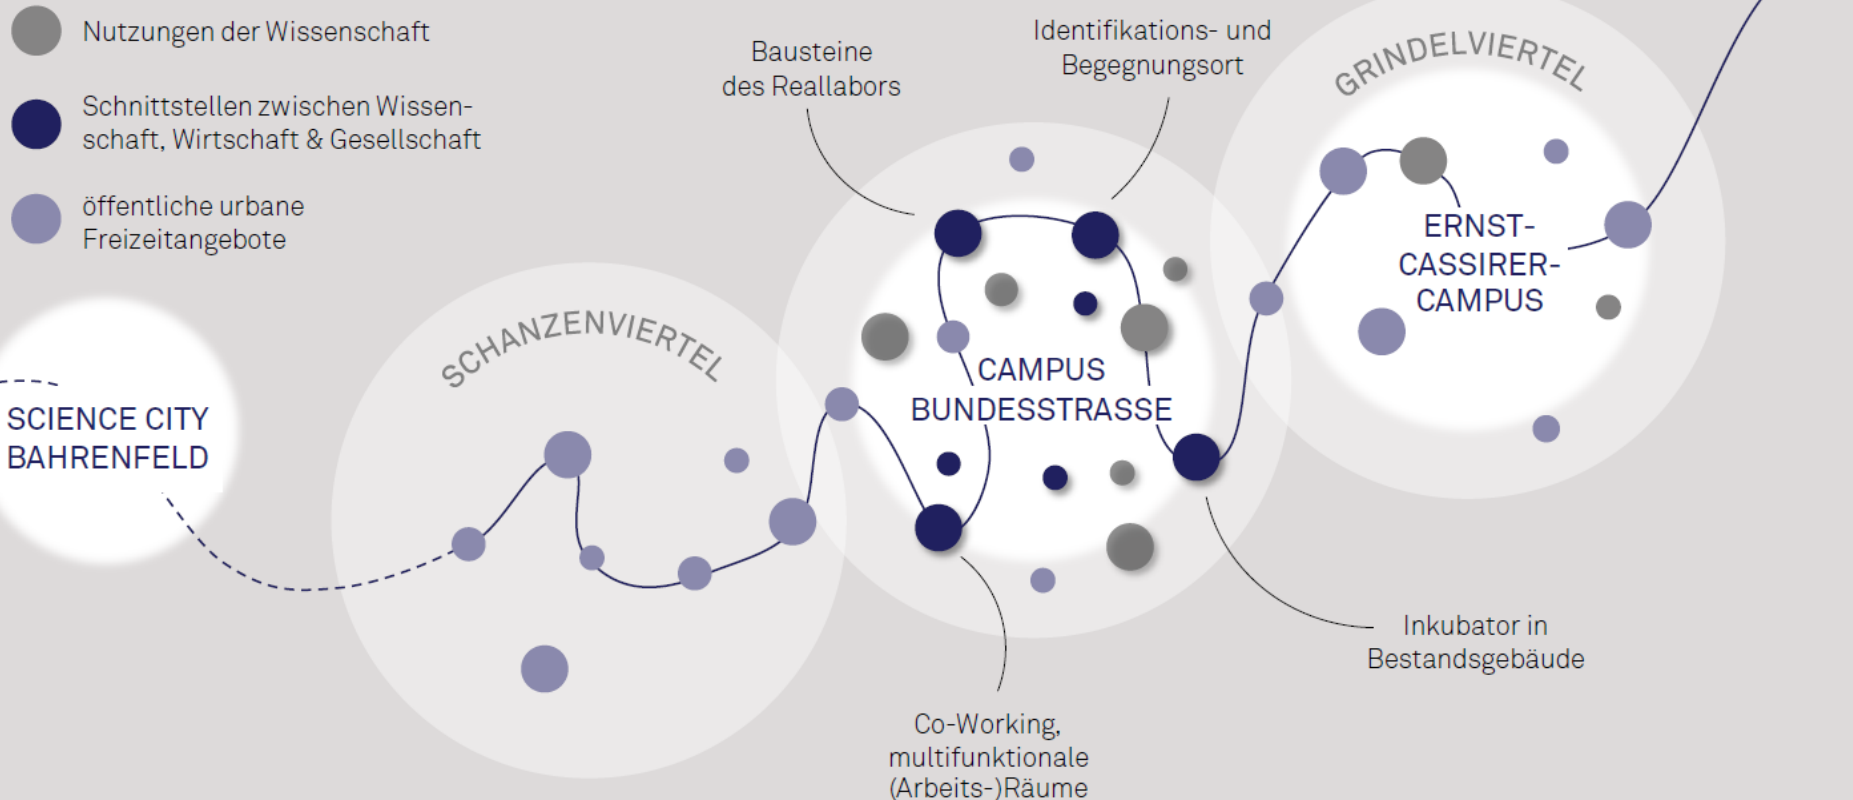 Nutzungen der Wissenschaft
Schnittstellen zwischen Wissen-
schaft, Wirtschaft & Gesellschaft
öffentliche urbane
Freizeitangebote
SCIENCE CITY
BAHRENFELD
SCHANZENVIERTEL
Bausteine
des Reallabors
Identifikations- und
Begegnungsort
CAMPUS
BUNDESSTRASSE
Co-Working,
multifunktionale
(Arbeits-)Räume
GRINDELVIERTEL
ERNST-
CASSIRER-
CAMPUS
Inkubator in
Bestandsgebäude